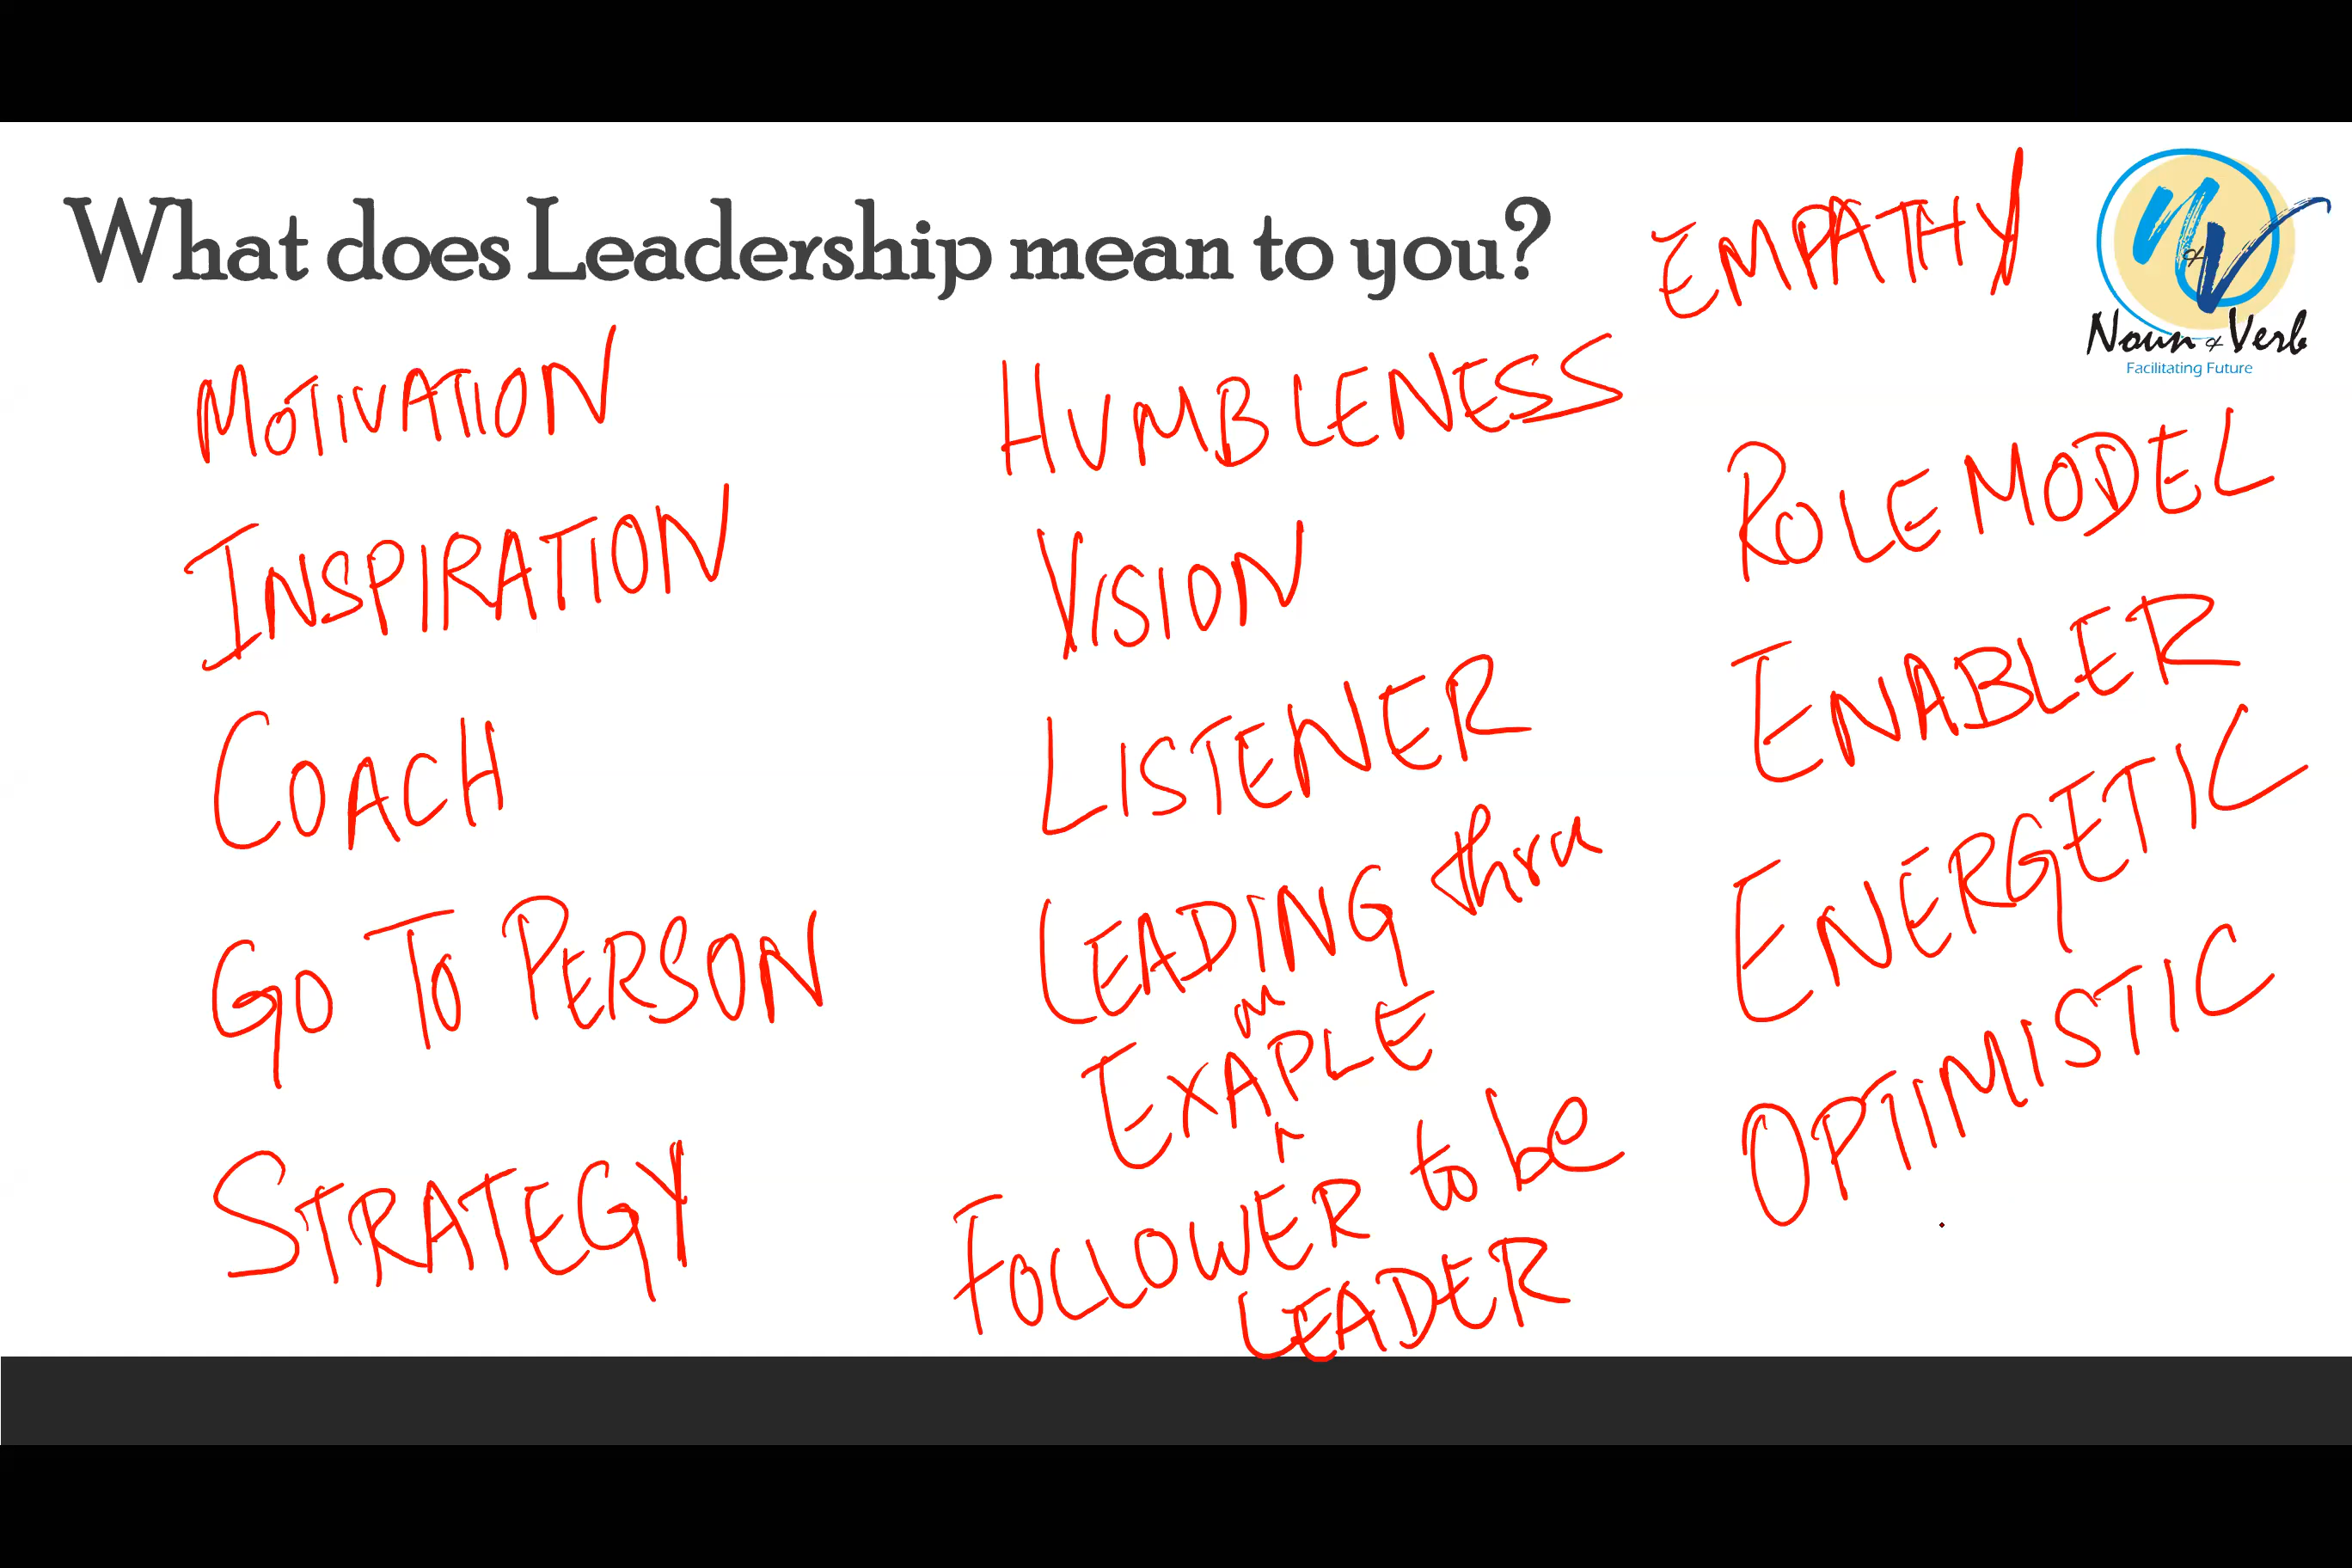 What does Leadership mean to you?
EMPATHY
Noun & Verb
Facilitating Future
MOTIVATION
INSPIRATION
COACH
GO TO PERSON
STRATEGY
HUMBLENESS
VISION
LISTENER
LEADING thru
EXAMPLE
FOLLOWER to be
LEADER
ROLE MODEL
ENABLER
ENERGETIC
OPTIMISTIC